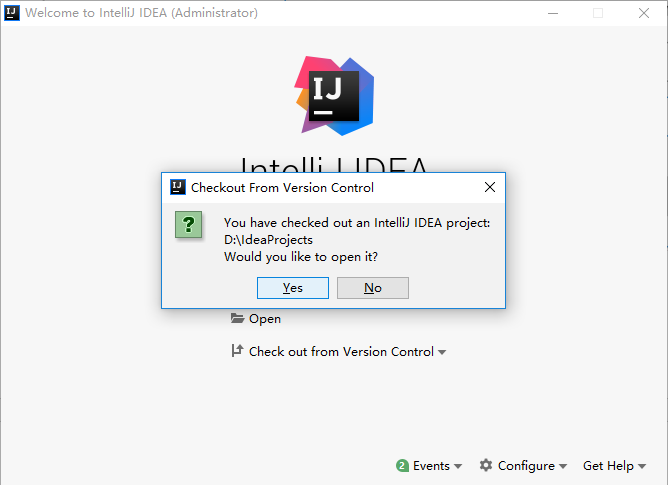 IJ Welcome to IntelliJ IDEA (Administrator)
IJ
IntelliJ IDEA
IJ Checkout From Version Control
?
You have checked out an IntelliJ IDEA project:
D:\IdeaProjects
Would you like to open it?
Yes No
Open
Check out from Version Control
2 Events Configure Get Help